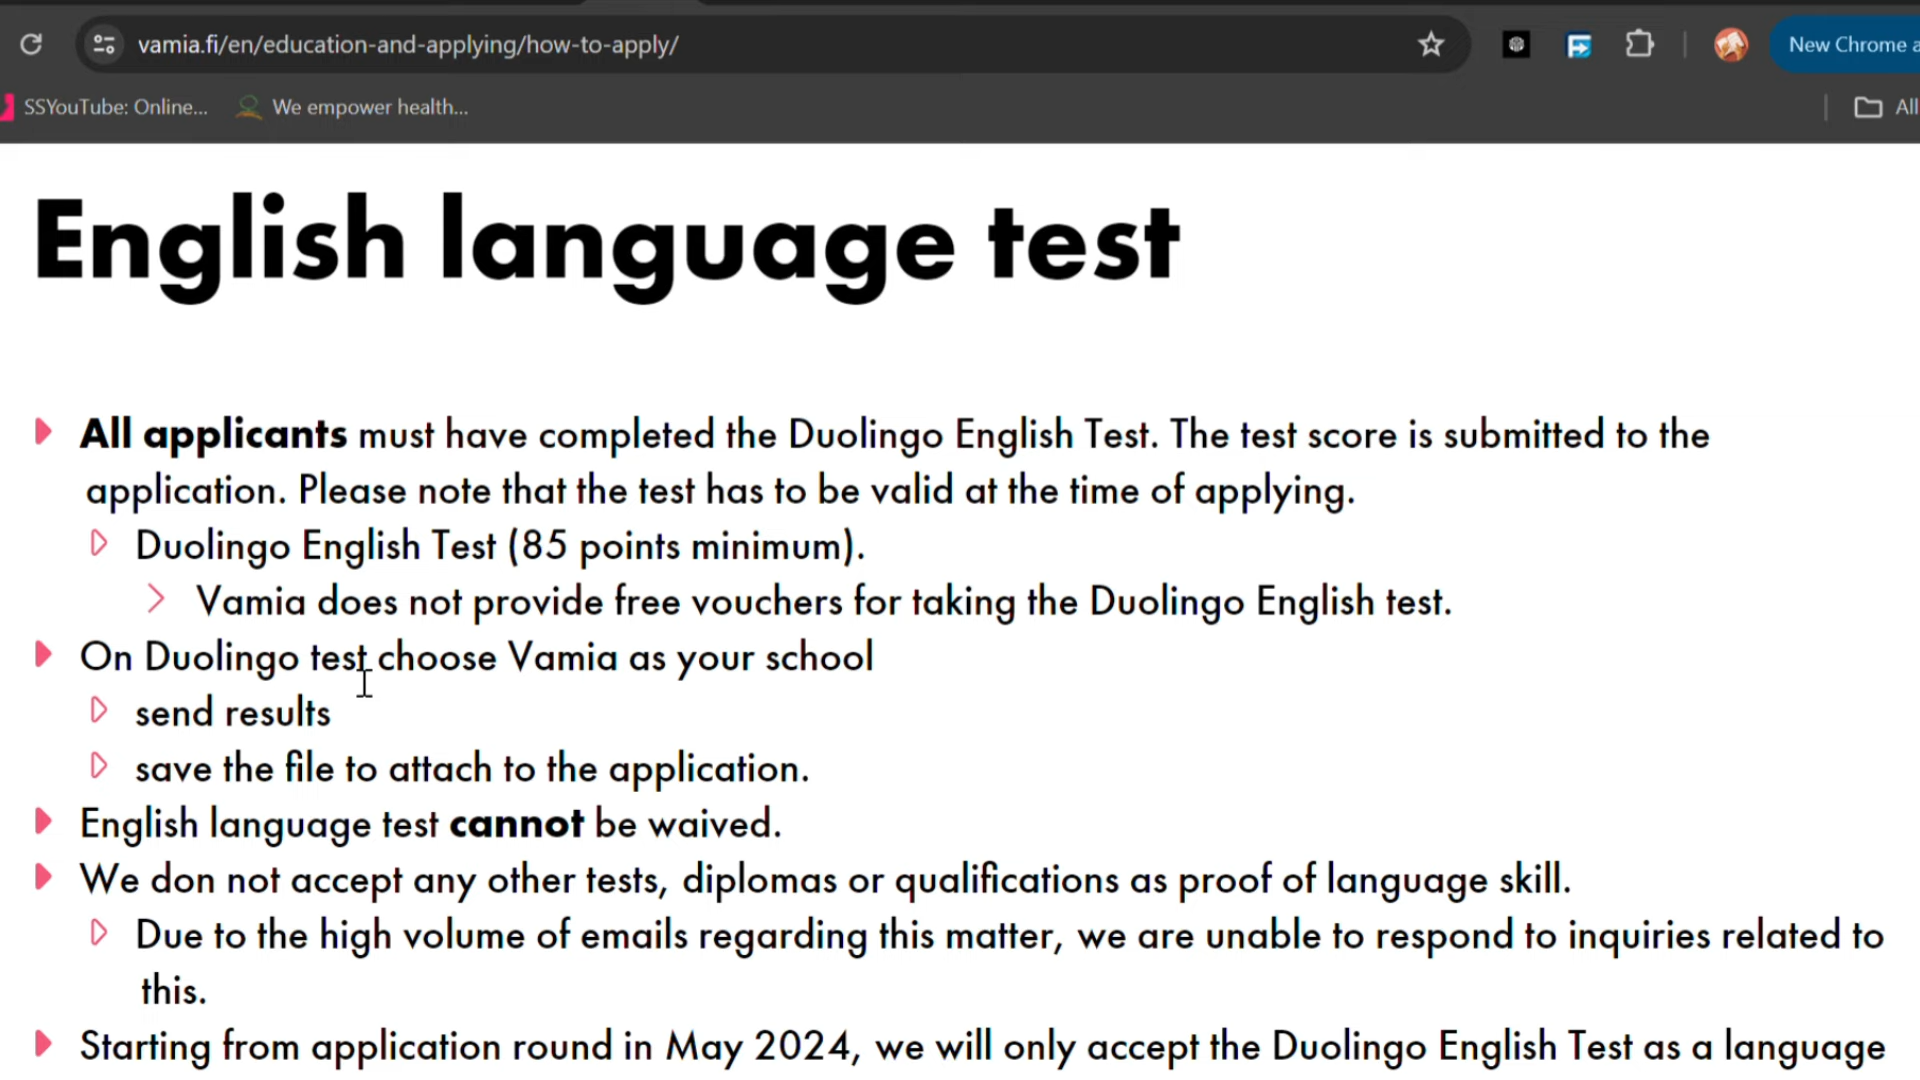 vamia.fi/en/education-and-applying/how-to-apply/
New Chrome a
SSYouTube: Online...
We empower health...
All
English language test
All applicants must have completed the Duolingo English Test. The test score is submitted to the
application. Please note that the test has to be valid at the time of applying.
Duolingo English Test (85 points minimum).
Vamia does not provide free vouchers for taking the Duolingo English test.
On Duolingo test choose Vamia as your school
send results
save the file to attach to the application.
English language test cannot be waived.
We don not accept any other tests, diplomas or qualifications as proof of language skill.
Due to the high volume of emails regarding this matter, we are unable to respond to inquiries related to
this.
Starting from application round in May 2024, we will only accept the Duolingo English Test as a language